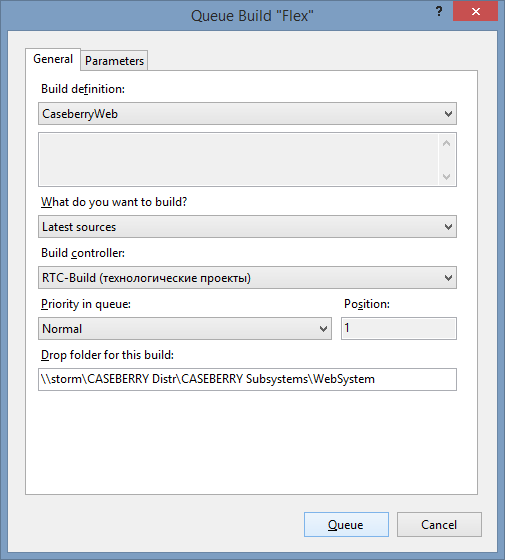 Queue Build "Flex"
?
General
Parameters
Build definition:
CaseberryWeb
What do you want to build?
Latest sources
Build controller:
RTC-Build (технологические проекты)
Priority in queue:
Position:
Normal
1
Drop folder for this build:
\\storm\CASEBERRY Distr\CASEBERRY Subsystems\WebSystem
Queue
Cancel